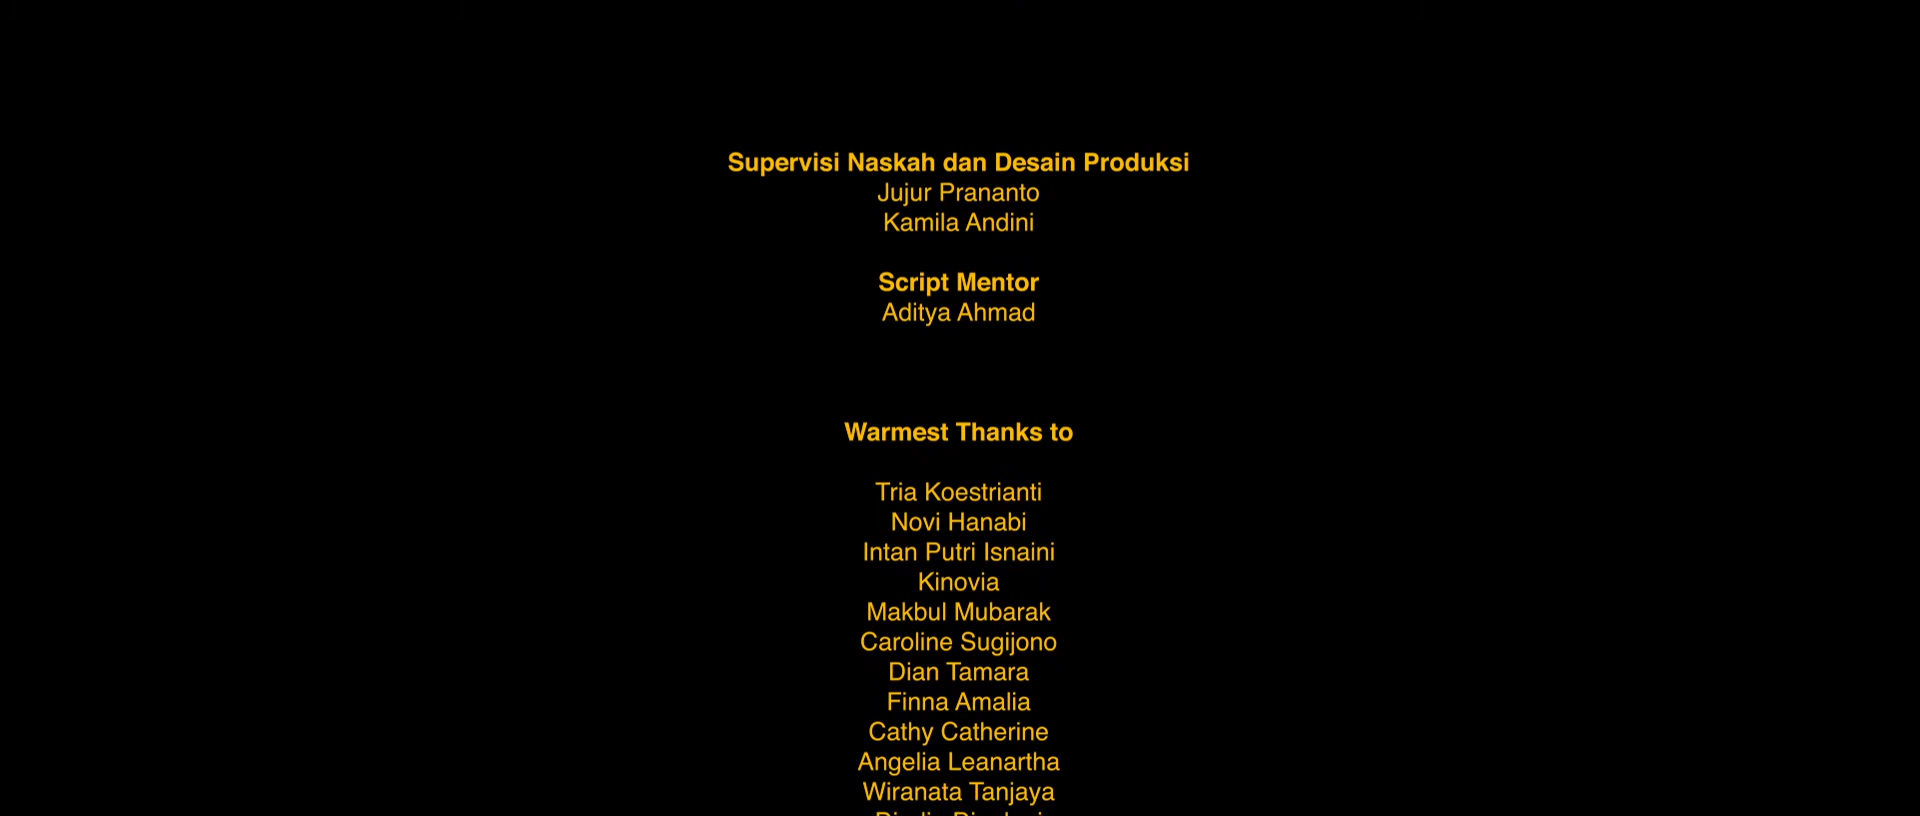 Supervisi Naskah dan Desain Produksi
Jujur Prananto
Kamila Andini
Script Mentor
Aditya Ahmad
Warmest Thanks to
Tria Koestrianti
Novi Hanabi
Intan Putri Isnaini
Kinovia
Makbul Mubarak
Caroline Sugijono
Dian Tamara
Finna Amalia
Cathy Catherine
Angelia Leanartha
Wiranata Tanjaya